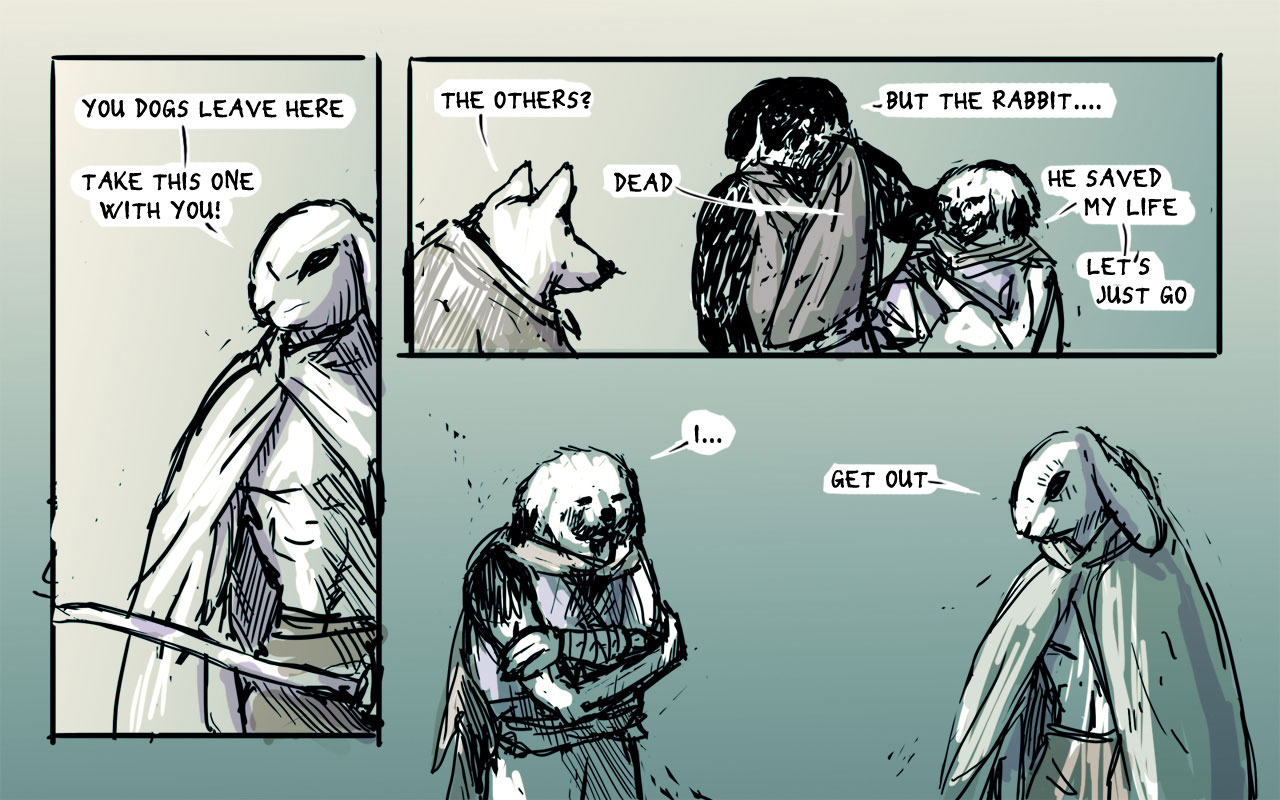 YOU DOGS LEAVE HERE
TAKE THIS ONE
WITH YOU!
THE OTHERS?
DEAD
BUT THE RABBIT....
HE SAVED
MY LIFE
LET'S
JUST GO
I...
GET OUT